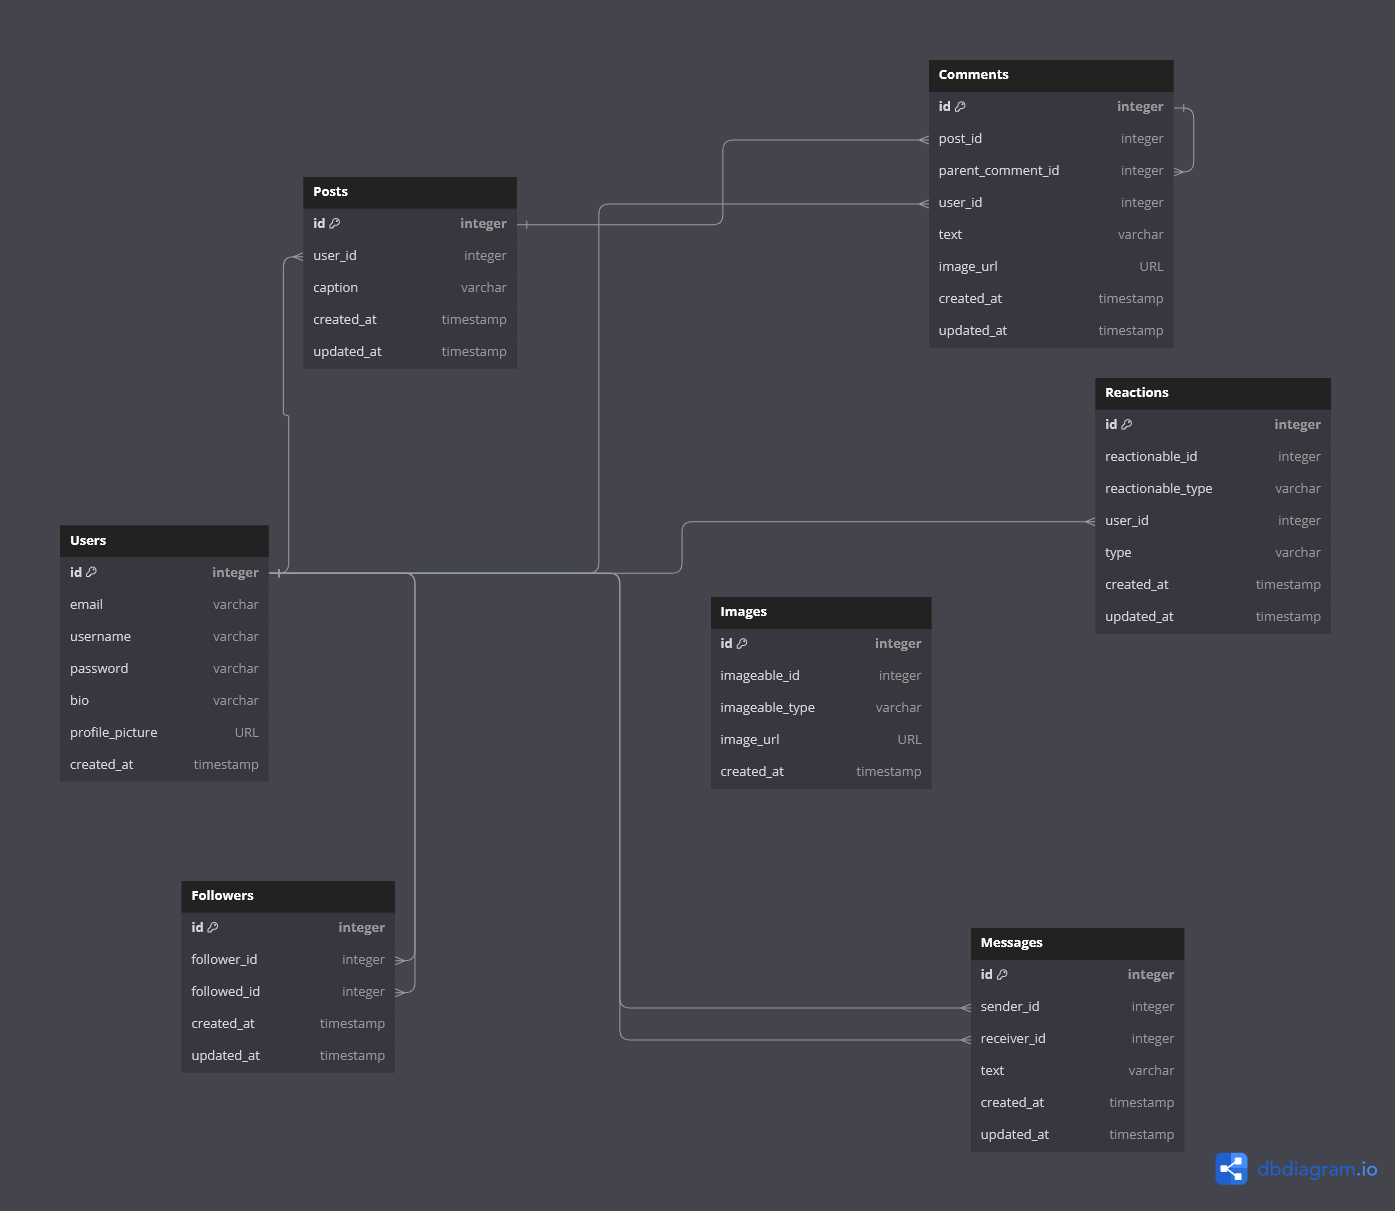 Comments
id integer
post_id integer
parent_comment_id integer
user_id integer
text varchar
image_url URL
created_at timestamp
updated_at timestamp
Posts
id integer
user_id integer
caption varchar
created_at timestamp
updated_at timestamp
Reactions
id integer
reactionable_id integer
reactionable_type varchar
user_id integer
type varchar
created_at timestamp
updated_at timestamp
Users
id integer
email varchar
username varchar
password varchar
bio varchar
profile_picture URL
created_at timestamp
Images
id integer
imageable_id integer
imageable_type varchar
image_url URL
created_at timestamp
Followers
id integer
follower_id integer
followed_id integer
created_at timestamp
updated_at timestamp
Messages
id integer
sender_id integer
receiver_id integer
text varchar
created_at timestamp
updated_at timestamp
dbdiagram.io